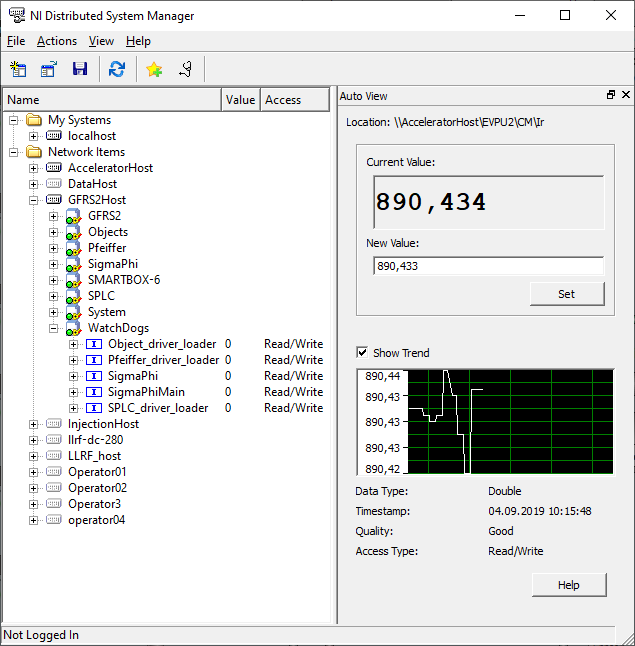 NI Distributed System Manager
File Actions View Help
Name Value Access
My Systems
localhost
Network Items
AcceleratorHost
DataHost
GFRS2Host
GFRS2
Objects
Pfeiffer
SigmaPhi
SMARTBOX-6
SPLC
System
WatchDogs
Object_driver_loader 0 Read/Write
Pfeiffer_driver_loader 0 Read/Write
SigmaPhi 0 Read/Write
SigmaPhiMain 0 Read/Write
SPLC_driver_loader 0 Read/Write
InjectionHost
llrf-dc-280
LLRF_host
Operator01
Operator02
Operator3
operator04
Auto View
Location: \\AcceleratorHost\EVPU2\CM\Ir
Current Value:
890,434
New Value:
890,433
Set
Show Trend
890,44
890,43
890,43
890,43
890,42
Data Type: Double
Timestamp: 04.09.2019 10:15:48
Quality: Good
Access Type: Read/Write
Help
Not Logged In